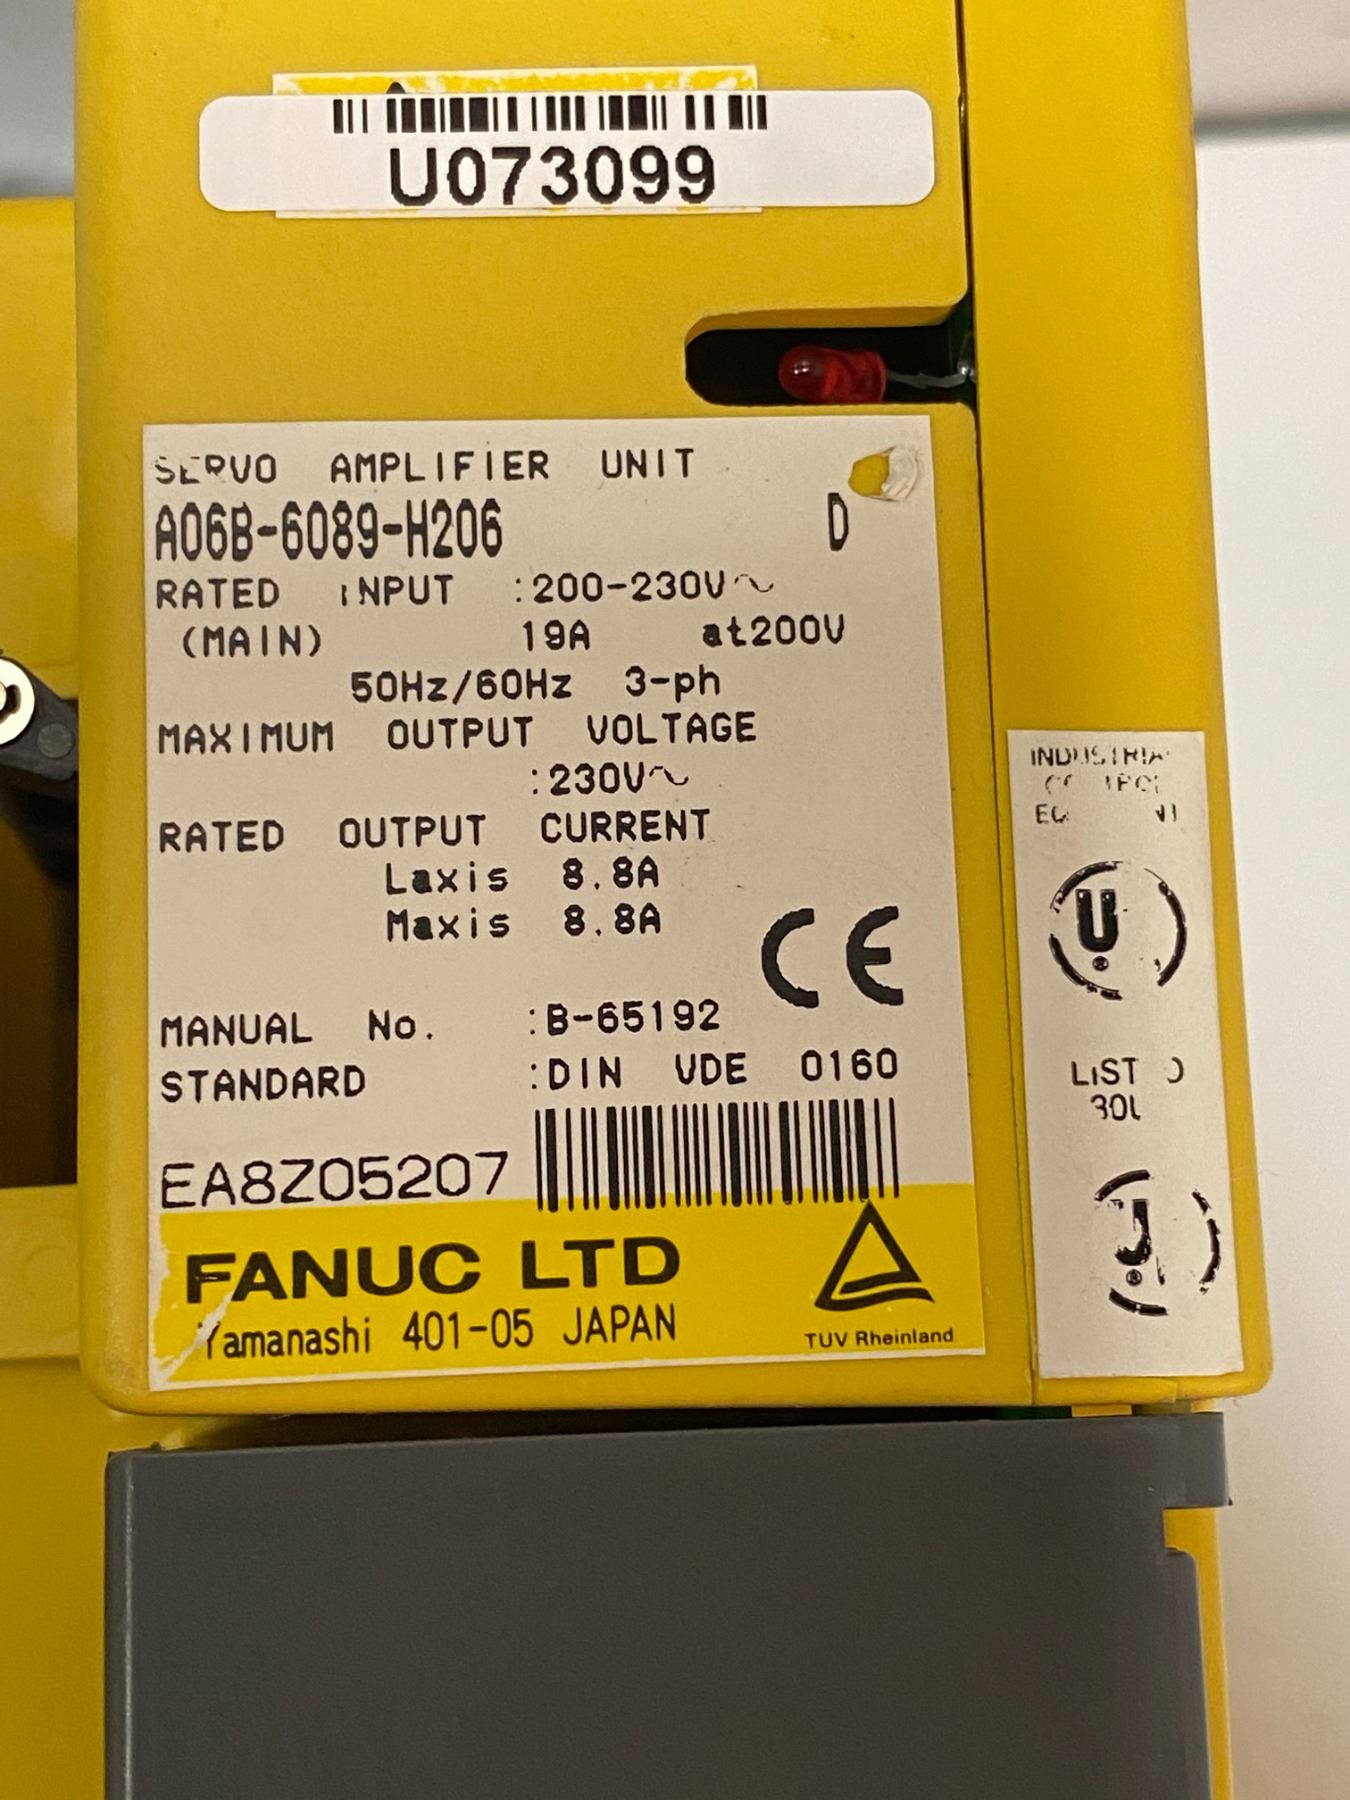 U073099
SERVO AMPLIFIER UNIT
A06B-6089-H206 D
RATED INPUT :200-230V~
(MAIN) 19A at200V
50Hz/60Hz 3-ph
MAXIMUM OUTPUT VOLTAGE
:230V~
RATED OUTPUT CURRENT
Laxis 8.8A
Maxis 8.8A
CE
MANUAL No. :B-65192
STANDARD :DIN VDE 0160
EA8Z05207
FANUC LTD
Yamanashi 401-05 JAPAN
TÜV Rheinland
INDUSTRIAL
U